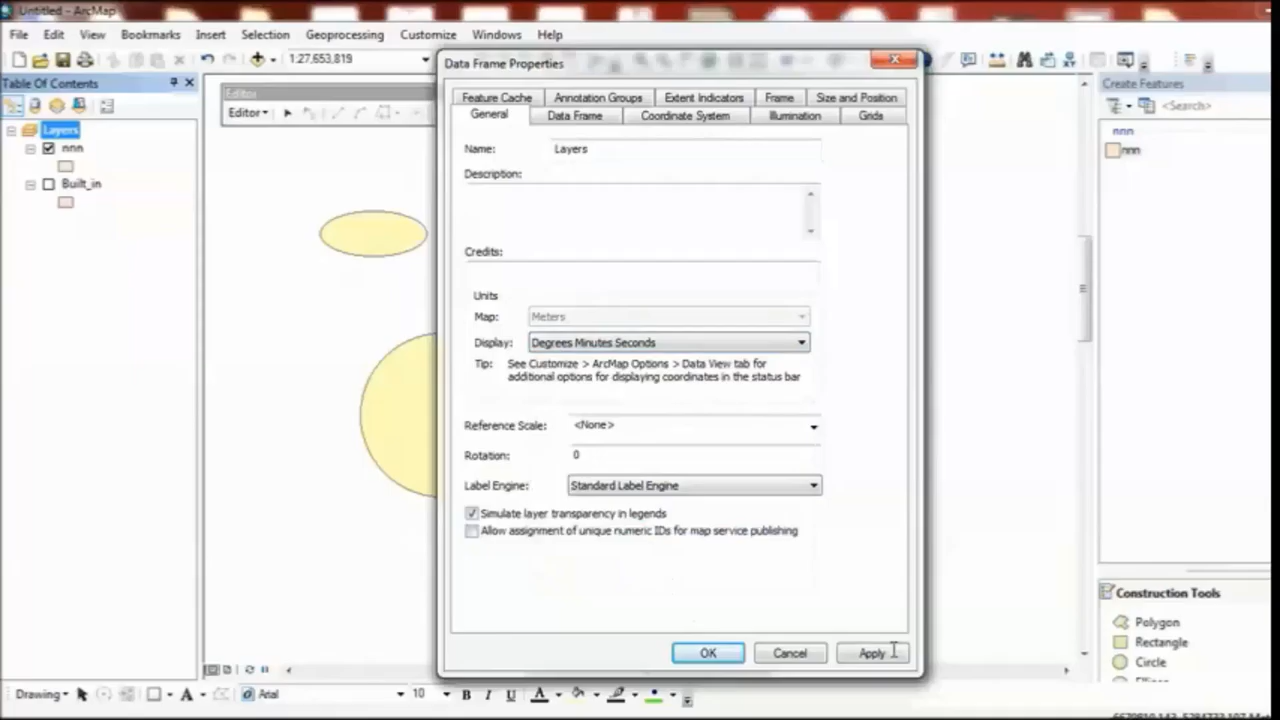 Untitled - ArcMap
File Edit View Bookmarks Insert Selection Geoprocessing Customize Windows Help
1:27,653,819
Table Of Contents
Layers
nnn
Built_in
Editor
Editor
Data Frame Properties
Feature Cache Annotation Groups Extent Indicators Frame Size and Position
General Data Frame Coordinate System Illumination Grids
Name: Layers
Description:
Credits:
Units
Map: Meters
Display: Degrees Minutes Seconds
Tip: See Customize > ArcMap Options > Data View tab for
additional options for displaying coordinates in the status bar
Reference Scale: <None>
Rotation: 0
Label Engine: Standard Label Engine
Simulate layer transparency in legends
Allow assignment of unique numeric IDs for map service publishing
OK Cancel Apply
Create Features
<Search>
nnn
nnn
Construction Tools
Polygon
Rectangle
Circle
Drawing A Arial 10 B I U A